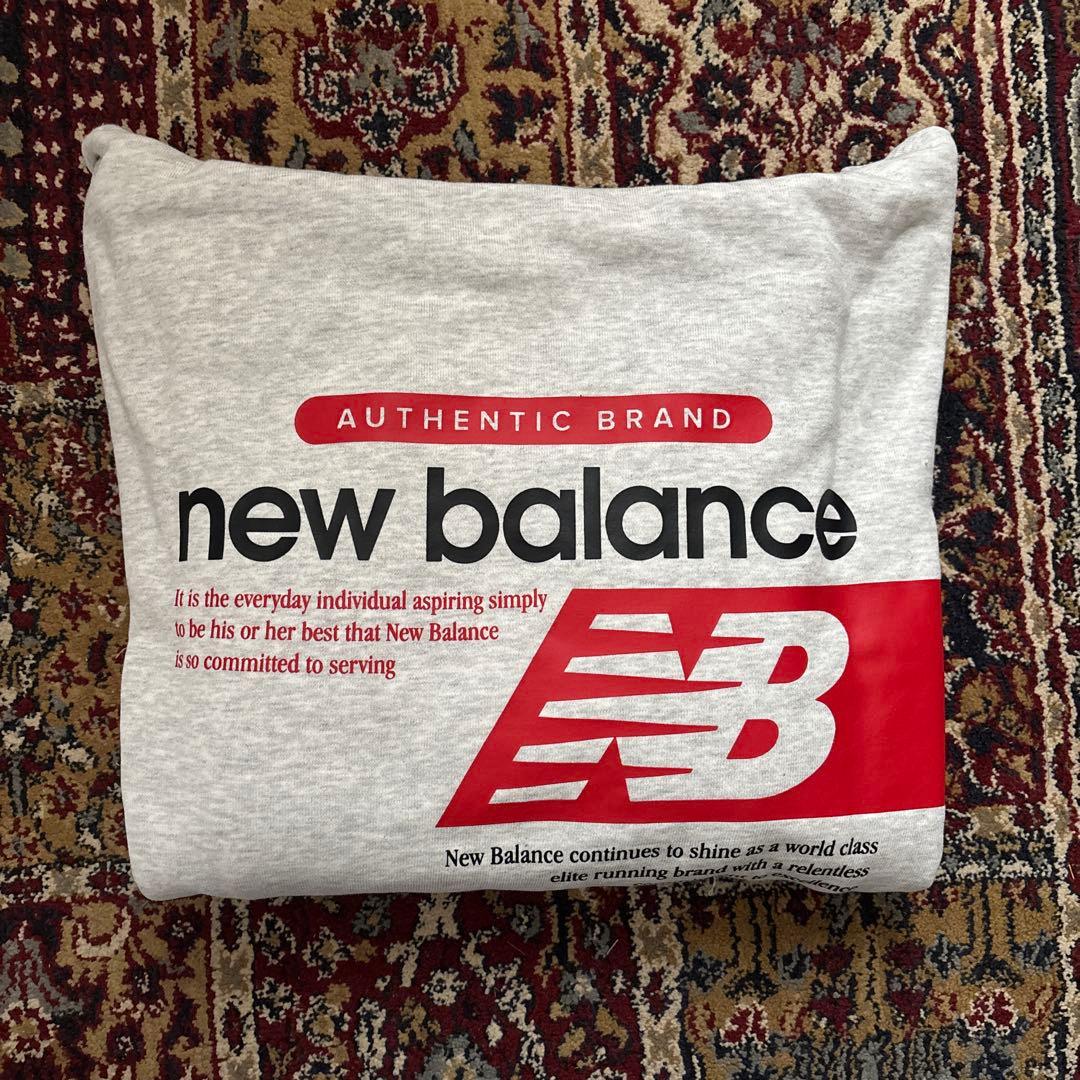 AUTHENTIC BRAND
new balance
It is the everyday individual aspiring simply
to be his or her best that New Balance
is so committed to serving
NB
New Balance continues to shine as a world class
elite running brand with a relentless